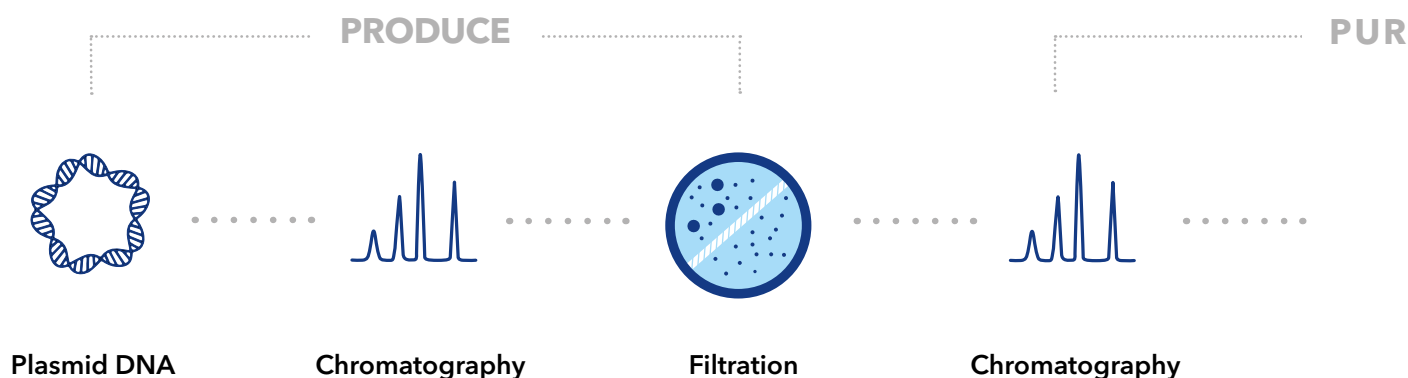 PRODUCE
PUR
Plasmid DNA
Chromatography
Filtration
Chromatography